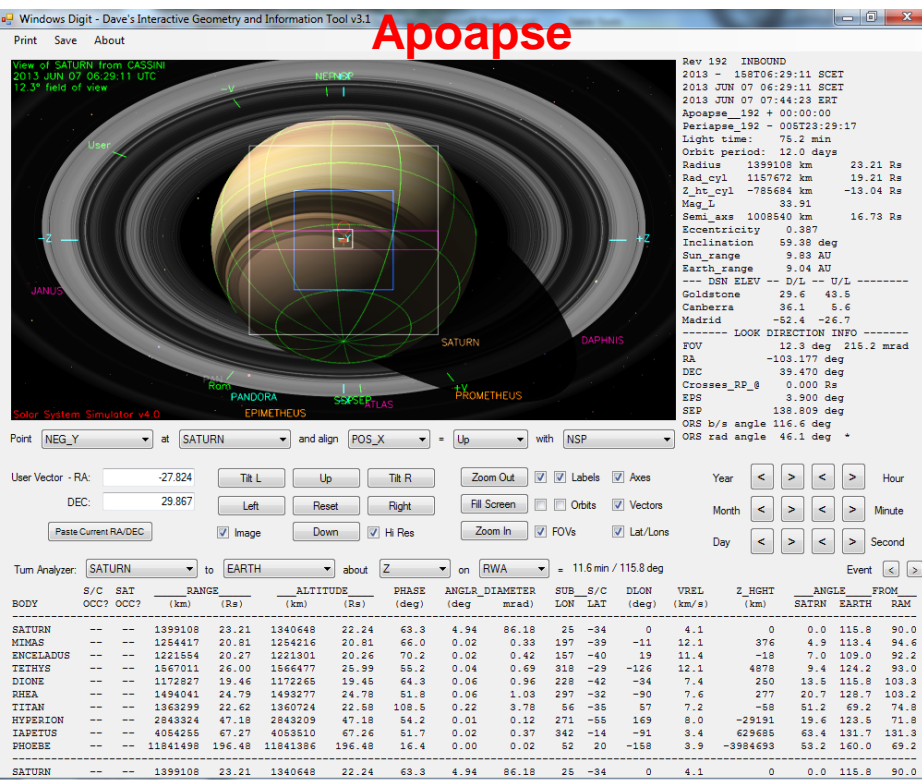 Windows Digit - Dave's Interactive Geometry and Information Tool v3.1
Apoapse
Print Save About
View of SATURN from CASSINI
2013 JUN 07 06:29:11 UTC
12.3° field of view
-V
User
-Z
-Y
+Z
JANUS
SATURN
DAPHNIS
Ram
PANDORA
EPIMETHEUS
ATLAS
+V
PROMETHEUS
Solar System Simulator v4.0
Rev 192 INBOUND
2013 - 158T06:29:11 SCET
2013 JUN 07 06:29:11 SCET
2013 JUN 07 07:44:23 ERT
Apoapse__192 + 00:00:00
Periapse_192 - 005T23:29:17
Light time: 75.2 min
Orbit period: 12.0 days
Radius 1399108 km 23.21 Rs
Rad_cyl 1157672 km 19.21 Rs
Z_ht_cyl -785684 km -13.04 Rs
Mag_L 33.91
Semi_axs 1008540 km 16.73 Rs
Eccentricity 0.387
Inclination 59.38 deg
Sun_range 9.83 AU
Earth_range 9.04 AU
--- DSN ELEV -- D/L -- U/L --------
Goldstone 29.6 43.5
Canberra 36.1 5.6
Madrid -52.4 -26.7
------- LOOK DIRECTION INFO -------
FOV 12.3 deg 215.2 mrad
RA -103.177 deg
DEC 39.470 deg
Crosses_RP_@ 0.000 Rs
EPS 3.900 deg
SEP 138.809 deg
ORS b/s angle 116.6 deg
ORS rad angle 46.1 deg *
Point NEG_Y at SATURN and align POS_X = Up with NSP
User Vector - RA: -27.824 Tilt L Up Tilt R Zoom Out Labels Axes Year < > < > Hour
DEC: 29.867 Left Reset Right Fill Screen Orbits Vectors Month < > < > Minute
Paste Current RA/DEC Image Down Hi Res Zoom In FOVs Lat/Lons Day < > < > Second
Turn Analyzer: SATURN to EARTH about Z on RWA = 11.6 min / 115.8 deg Event < >
S/C SAT ___RANGE___ ___ALTITUDE___ PHASE ANGLR_DIAMETER SUB__S/C DLON VREL Z_HGHT ___ANGLE___FROM___
BODY OCC? OCC? (km) (Rs) (km) (Rs) (deg) (deg mrad) LON LAT (deg) (km/s) (km) SATRN EARTH RAM
SATURN -- -- 1399108 23.21 1340648 22.24 63.3 4.94 86.18 25 -34 0 4.1 0 0.0 115.8 90.0
MIMAS -- -- 1254417 20.81 1254216 20.81 66.0 0.02 0.33 197 -39 -11 12.1 376 4.9 113.4 94.6
ENCELADUS -- -- 1221554 20.27 1221301 20.26 70.2 0.02 0.42 157 -40 19 11.4 -18 7.0 109.0 92.2
TETHYS -- -- 1567011 26.00 1566477 25.99 55.2 0.04 0.69 318 -29 -126 12.1 4878 9.4 124.2 93.0
DIONE -- -- 1172827 19.46 1172265 19.45 64.3 0.06 0.96 228 -42 -34 7.4 250 13.5 115.8 103.3
RHEA -- -- 1494041 24.79 1493277 24.78 51.8 0.06 1.03 297 -32 -90 7.6 277 20.7 128.7 103.2
TITAN -- -- 1363299 22.62 1360724 22.58 108.5 0.22 3.78 56 -35 57 7.2 -58 51.2 69.2 74.8
HYPERION -- -- 2843324 47.18 2843209 47.18 54.2 0.01 0.12 271 -55 169 8.0 -29191 19.6 123.5 71.8
IAPETUS -- -- 4054255 67.27 4053510 67.26 51.7 0.02 0.37 342 -14 -91 3.4 629685 63.4 131.7 131.3
PHOEBE -- -- 11841498 196.48 11841386 196.48 16.4 0.00 0.02 52 20 -158 3.9 -3984693 53.2 160.0 69.2
SATURN -- -- 1399108 23.21 1340648 22.24 63.3 4.94 86.18 25 -34 0 4.1 0 0.0 115.8 90.0